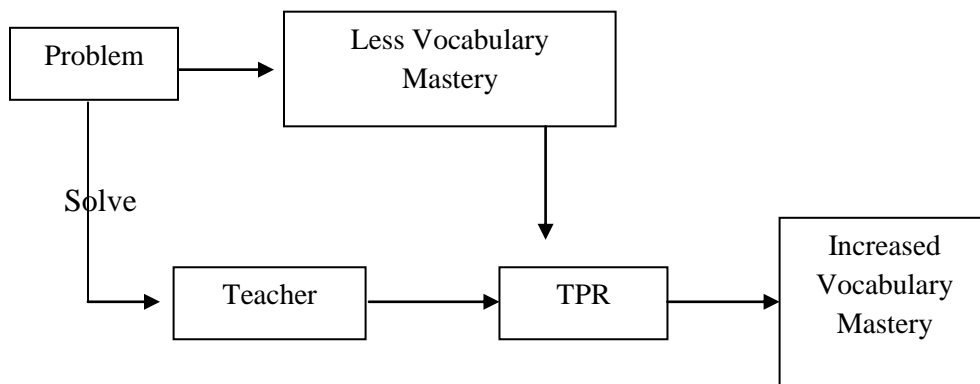 Problem
Less Vocabulary
Mastery
Solve
Teacher
TPR
Increased
Vocabulary
Mastery